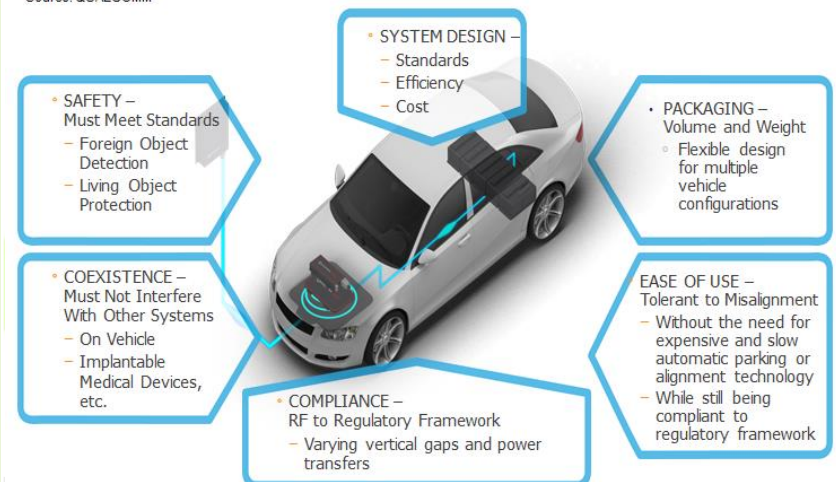 SYSTEM DESIGN –
– Standards
– Efficiency
– Cost
SAFETY –
Must Meet Standards
– Foreign Object
Detection
– Living Object
Protection
• PACKAGING –
Volume and Weight
Flexible design
for multiple
vehicle
configurations
COEXISTENCE –
Must Not Interfere
With Other Systems
– On Vehicle
– Implantable
Medical Devices,
etc.
EASE OF USE –
Tolerant to Misalignment
– Without the need for
expensive and slow
automatic parking or
alignment technology
– While still being
compliant to
regulatory framework
COMPLIANCE –
RF to Regulatory Framework
– Varying vertical gaps and power
transfers